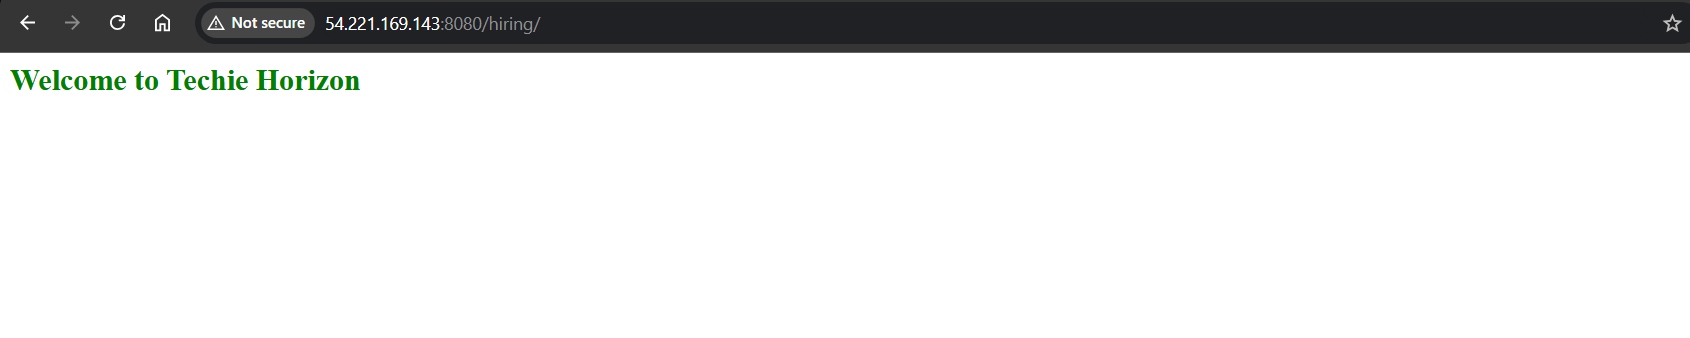 Not secure 54.221.169.143:8080/hiring/
Welcome to Techie Horizon